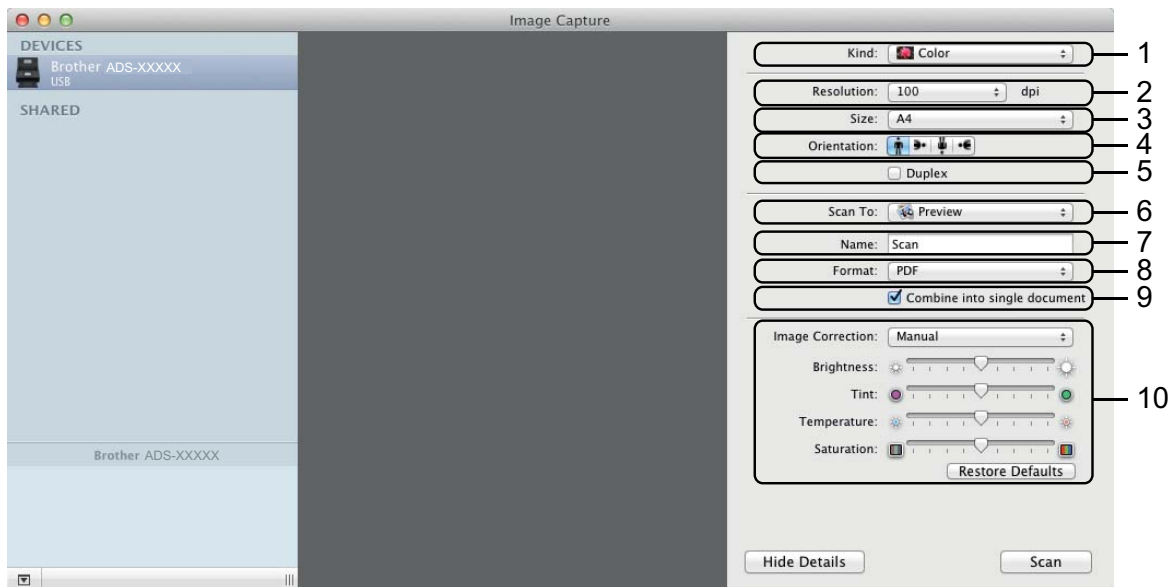 Image Capture
DEVICES
Brother ADS-XXXXX
USB
SHARED
Brother ADS-XXXXX
Kind: Color 1
Resolution: 100 dpi 2
Size: A4 3
Orientation: 4
Duplex 5
Scan To: Preview 6
Name: Scan 7
Format: PDF 8
Combine into single document 9
Image Correction: Manual
Brightness:
Tint:
10
Temperature:
Saturation:
Restore Defaults
Hide Details Scan